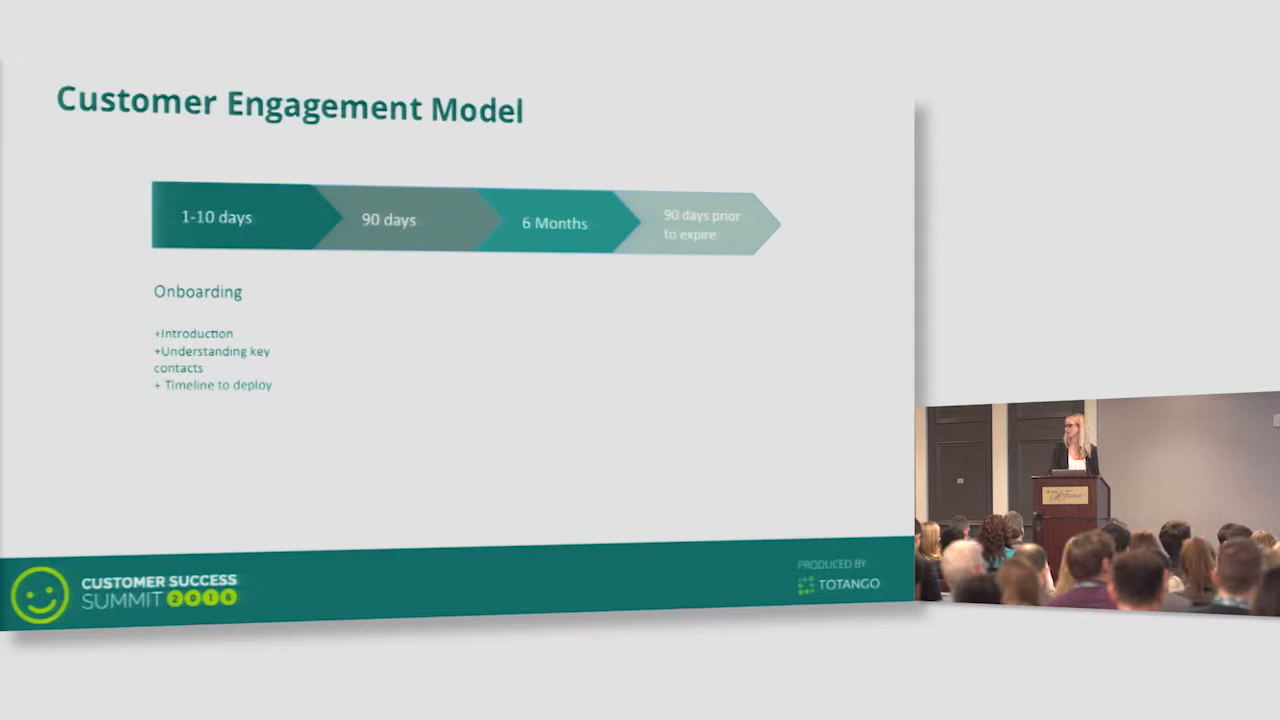 Customer Engagement Model
1-10 days
90 days
6 Months
90 days prior
to expire
Onboarding
+Introduction
+Understanding key
contacts
+ Timeline to deploy
CUSTOMER SUCCESS
SUMMIT 2016
PRODUCED BY
TOTANGO